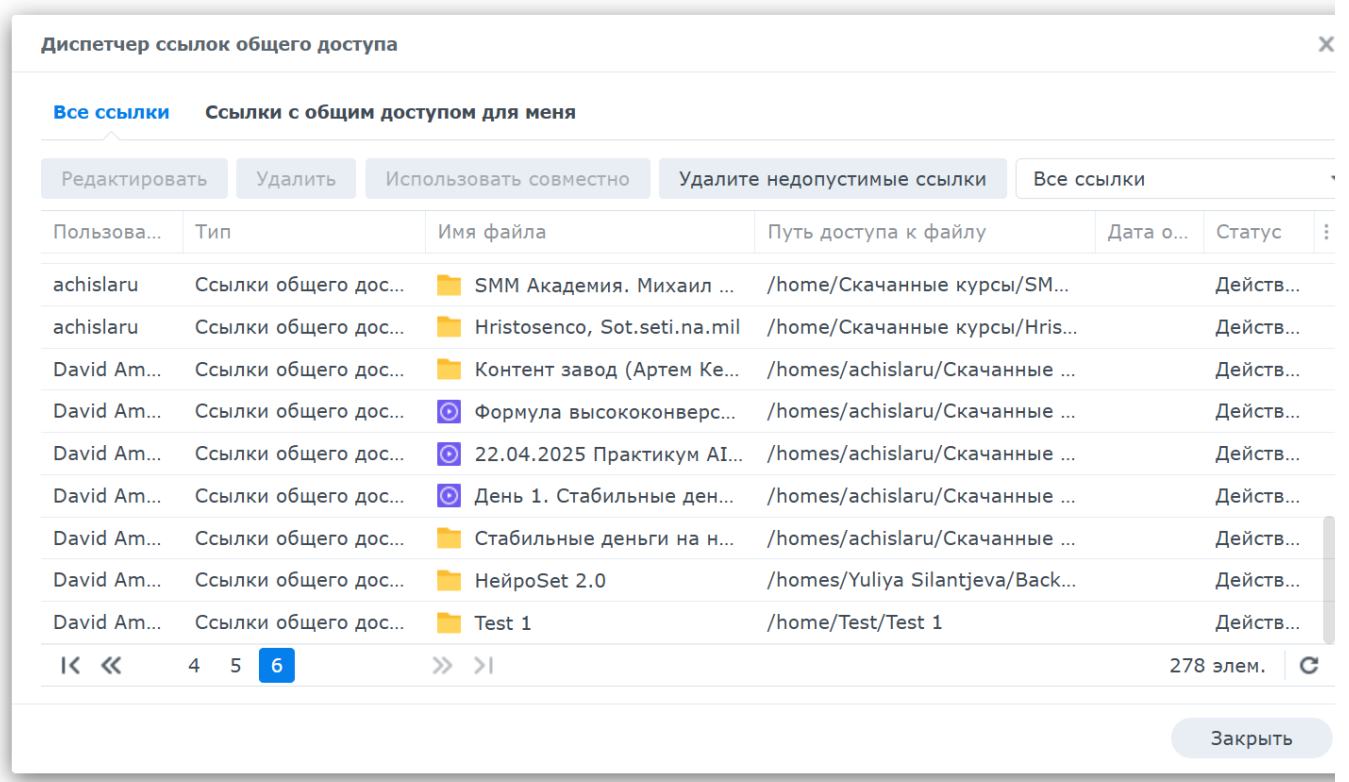 Диспетчер ссылок общего доступа
Все ссылки Ссылки с общим доступом для меня
Редактировать Удалить Использовать совместно Удалите недопустимые ссылки Все ссылки
Пользова... Тип Имя файла Путь доступа к файлу Дата о... Статус
achislaru Ссылки общего дос... SMM Академия. Михаил ... /home/Скачанные курсы/SM... Действ...
achislaru Ссылки общего дос... Hristosenco, Sot.seti.na.mil /home/Скачанные курсы/Hris... Действ...
David Am... Ссылки общего дос... Контент завод (Артем Ке... /homes/achislaru/Скачанные ... Действ...
David Am... Ссылки общего дос... Формула высококонверс... /homes/achislaru/Скачанные ... Действ...
David Am... Ссылки общего дос... 22.04.2025 Практикум AI... /homes/achislaru/Скачанные ... Действ...
David Am... Ссылки общего дос... День 1. Стабильные ден... /homes/achislaru/Скачанные ... Действ...
David Am... Ссылки общего дос... Стабильные деньги на н... /homes/achislaru/Скачанные ... Действ...
David Am... Ссылки общего дос... НейроSet 2.0 /homes/Yuliya Silantjeva/Back... Действ...
David Am... Ссылки общего дос... Test 1 /home/Test/Test 1 Действ...
4 5 6 278 элем.
Закрыть